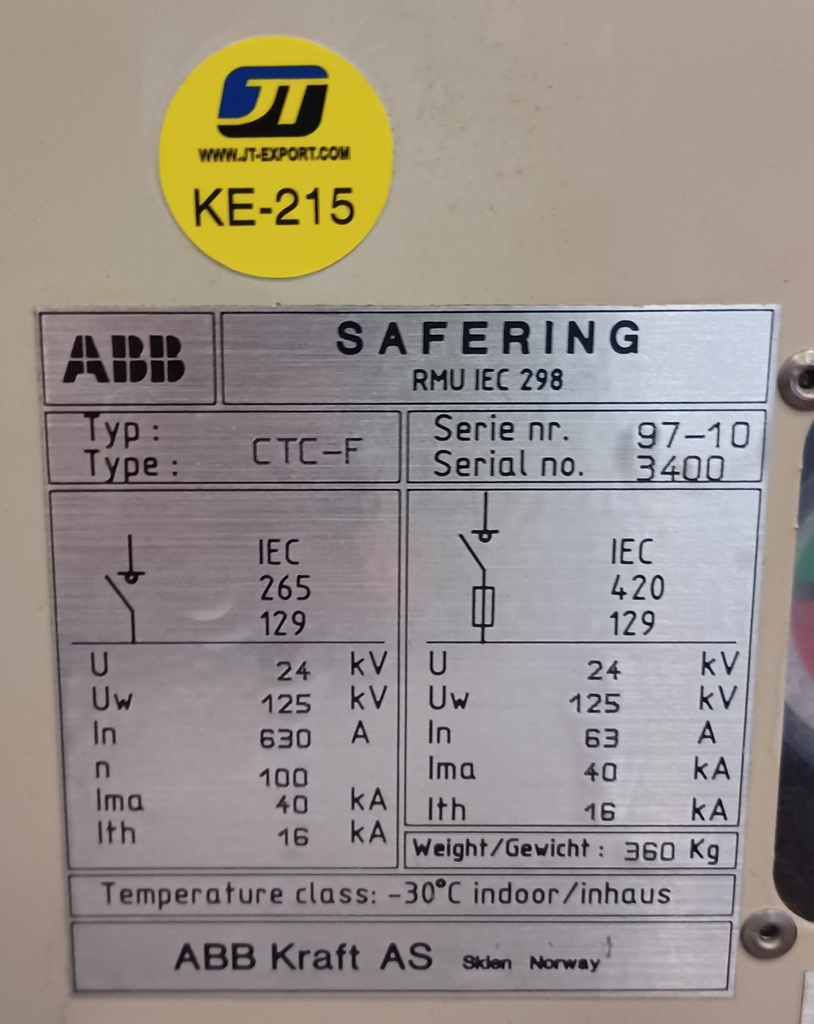 JT
WWW.JT-EXPORT.COM
KE-215
ABB
SAFERING
RMU IEC 298
Typ :
Type :
CTC-F
Serie nr.
Serial no.
97-10
3400
IEC
265
129
U 24 kV
Uw 125 kV
In 630 A
n 100
Ima 40 kA
Ith 16 kA
IEC
420
129
U 24 kV
Uw 125 kV
In 63 A
Ima 40 kA
Ith 16 kA
Weight/Gewicht : 360 Kg
Temperature class: -30°C indoor/inhaus
ABB Kraft AS Skien Norway